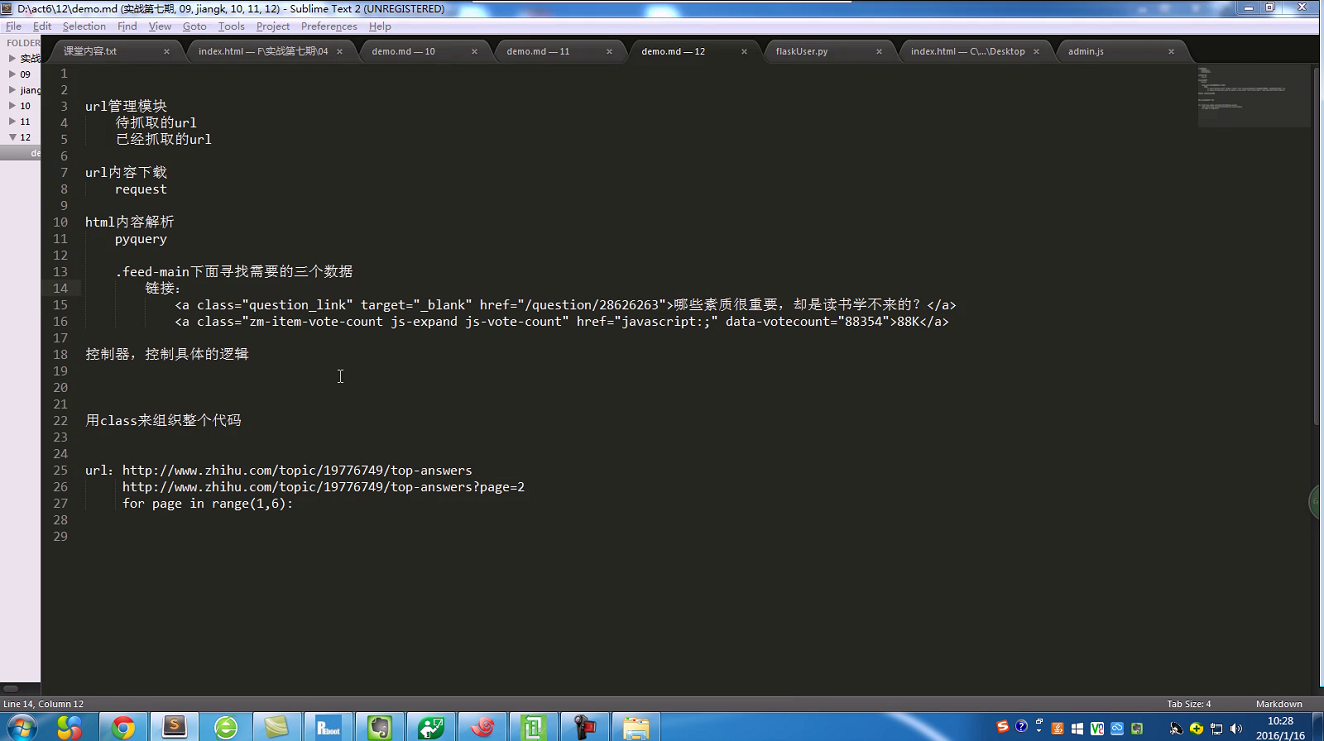 D:\act6\12\demo.md (实战第七期, 09, jiangk, 10, 11, 12) - Sublime Text 2 (UNREGISTERED)
File Edit Selection Find View Goto Tools Project Preferences Help
FOLDER
实战
09
jiang
10
11
12
de
课堂内容.txt × index.html — F\实战第七期\04 × demo.md — 10 × demo.md — 11 × demo.md — 12 × flaskUser.py × index.html — C\...\Desktop × admin.js ×
1
2
3 url管理模块
4 待抓取的url
5 已经抓取的url
6
7 url内容下载
8 request
9
10 html内容解析
11 pyquery
12
13 .feed-main下面寻找需要的三个数据
14 链接：
15 <a class="question_link" target="_blank" href="/question/28626263">哪些素质很重要，却是读书学不来的？</a>
16 <a class="zm-item-vote-count js-expand js-vote-count" href="javascript:;" data-votecount="88354">88K</a>
17
18 控制器，控制具体的逻辑
19
20
21
22 用class来组织整个代码
23
24
25 url：http://www.zhihu.com/topic/19776749/top-answers
26 http://www.zhihu.com/topic/19776749/top-answers?page=2
27 for page in range(1,6):
28
29
Line 14, Column 12 Tab Size: 4 Markdown
Reboot
10:28
2016/1/16